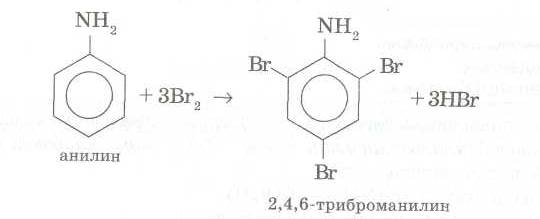 NH₂
NH₂
Br
Br
+ 3Br₂ →
+3HBr
анилин
Br
2,4,6-триброманилин